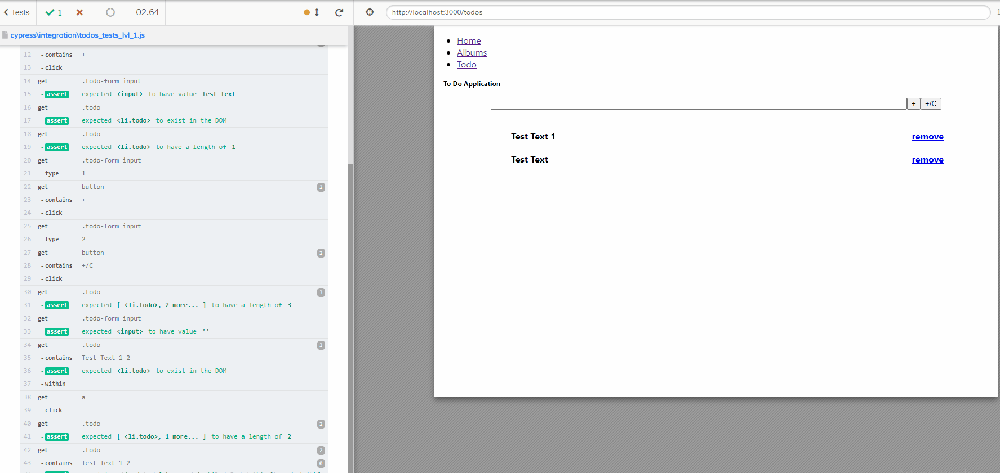 Tests 1 -- -- 02.64 http://localhost:3000/todos 1
cypress\integration\todos_tests_lvl_1.js
12 -contains +
13 -click
14 get .todo-form input
15 -assert expected <input> to have value Test Text
16 get .todo
17 -assert expected <li.todo> to exist in the DOM
18 get .todo
19 -assert expected <li.todo> to have a length of 1
20 get .todo-form input
21 -type 1
22 get button 2
23 -contains +
24 -click
25 get .todo-form input
26 -type 2
27 get button 2
28 -contains +/C
29 -click
30 get .todo 3
31 -assert expected [ <li.todo>, 2 more... ] to have a length of 3
32 get .todo-form input
33 -assert expected <input> to have value ''
34 get .todo 3
35 -contains Test Text 1 2
36 -assert expected <li.todo> to exist in the DOM
37 -within
38 get a
39 -click
40 get .todo 2
41 -assert expected [ <li.todo>, 1 more... ] to have a length of 2
42 get .todo 2
43 -contains Test Text 1 2 0
Home
Albums
Todo
To Do Application
+ +/C
Test Text 1 remove
Test Text remove